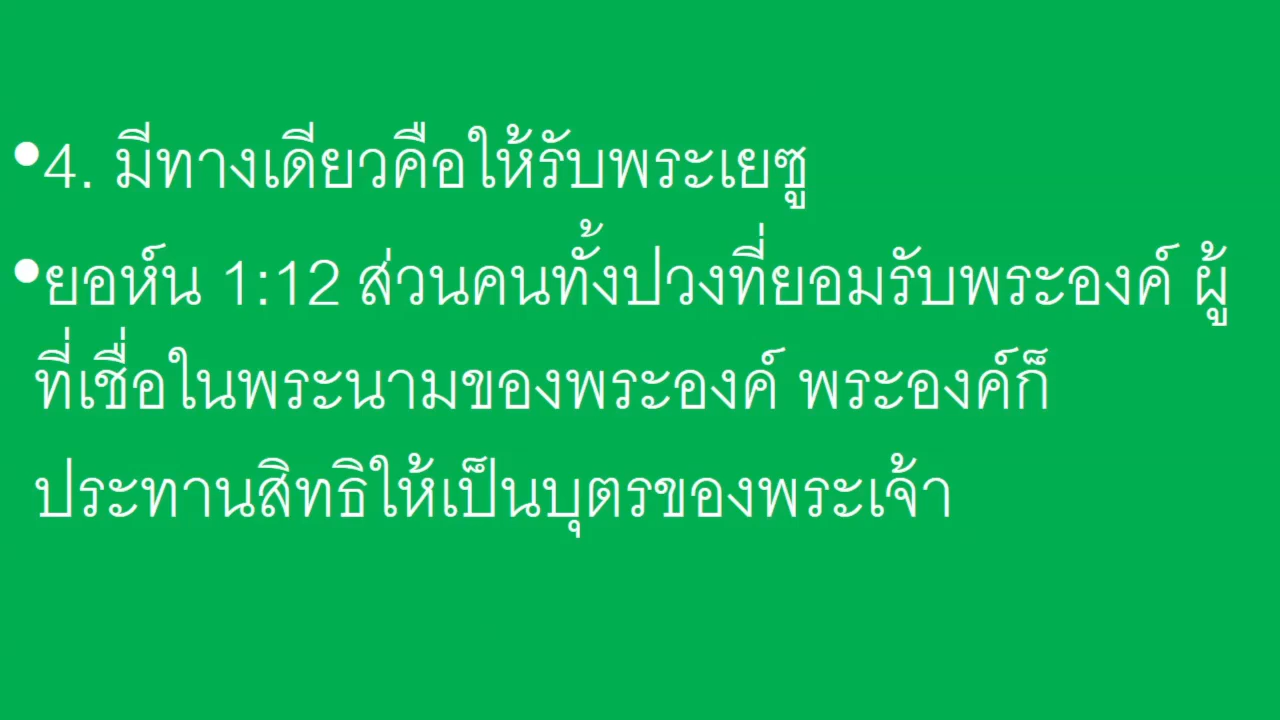 •4. มีทางเดียวคือให้รับพระเยซู
•ยอห์น 1:12 ส่วนคนทั้งปวงที่ยอมรับพระองค์ ผู้
ที่เชื่อในพระนามของพระองค์ พระองค์ก็
ประทานสิทธิให้เป็นบุตรของพระเจ้า